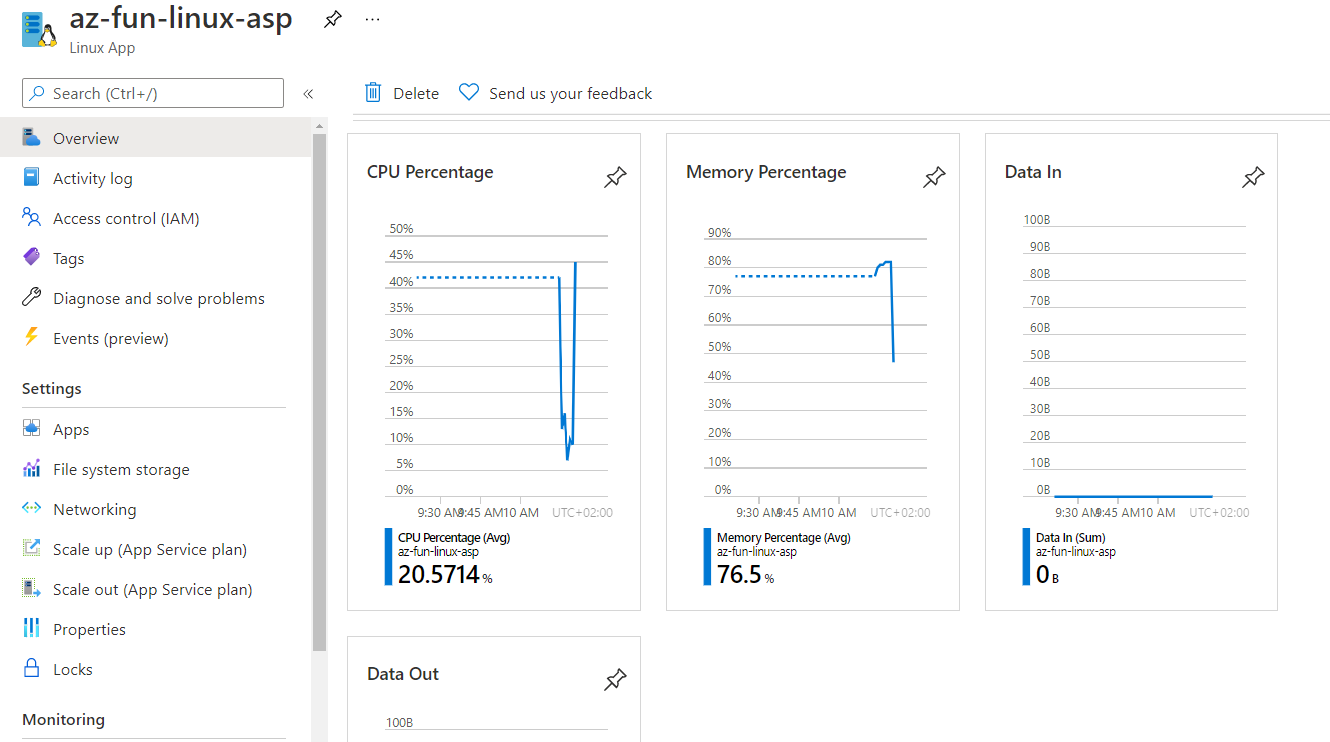 az-fun-linux-asp
Linux App
Search (Ctrl+/)
Delete
Send us your feedback
Overview
Activity log
Access control (IAM)
Tags
Diagnose and solve problems
Events (preview)
Settings
Apps
File system storage
Networking
Scale up (App Service plan)
Scale out (App Service plan)
Properties
Locks
Monitoring
CPU Percentage
50%
45%
40%
35%
30%
25%
20%
15%
10%
5%
0%
9:30 AM 9:45 AM 10 AM UTC+02:00
CPU Percentage (Avg)
az-fun-linux-asp
20.5714 %
Memory Percentage
90%
80%
70%
60%
50%
40%
30%
20%
10%
0%
9:30 AM 9:45 AM 10 AM UTC+02:00
Memory Percentage (Avg)
az-fun-linux-asp
76.5 %
Data In
100B
90B
80B
70B
60B
50B
40B
30B
20B
10B
0B
9:30 AM 9:45 AM 10 AM UTC+02:00
Data In (Sum)
az-fun-linux-asp
0 B
Data Out
100B